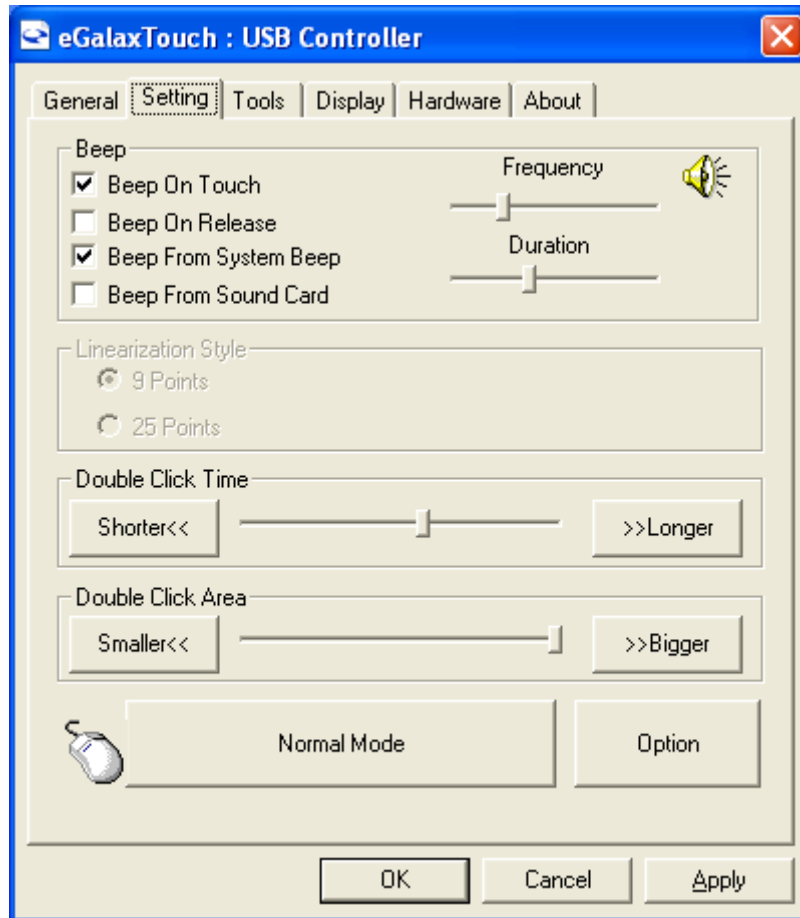 eGalaxTouch : USB Controller
General Setting Tools Display Hardware About
Beep
Beep On Touch
Frequency
Beep On Release
Beep From System Beep
Duration
Beep From Sound Card
Linearization Style
9 Points
25 Points
Double Click Time
Shorter<< >>Longer
Double Click Area
Smaller<< >>Bigger
Normal Mode Option
OK Cancel Apply